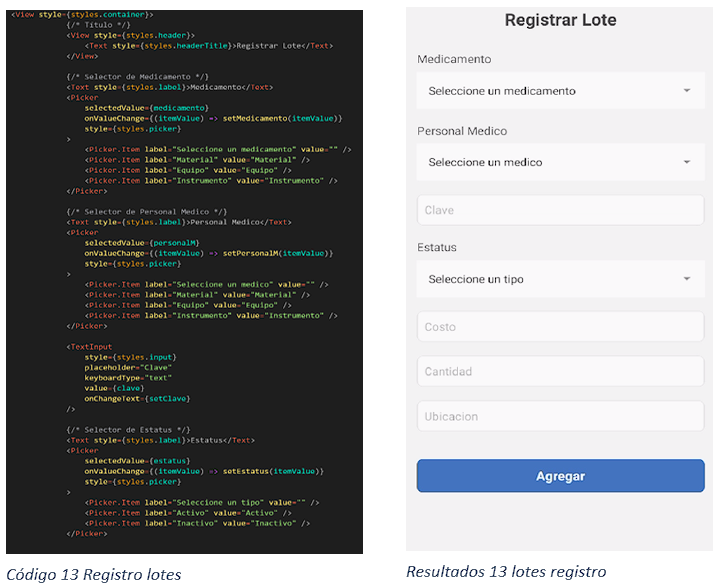 <View style={styles.container}>
{/* Título */}
<View style={styles.header}>
<Text style={styles.headerTitle}>Registrar Lote</Text>
</View>
{/* Selector de Medicamento */}
<Text style={styles.label}>Medicamento</Text>
<Picker
selectedValue={medicamento}
onValueChange={(itemValue) => setMedicamento(itemValue)}
style={styles.picker}
>
<Picker.Item label="Seleccione un medicamento" value="" />
<Picker.Item label="Material" value="Material" />
<Picker.Item label="Equipo" value="Equipo" />
<Picker.Item label="Instrumento" value="Instrumento" />
</Picker>
{/* Selector de Personal Medico */}
<Text style={styles.label}>Personal Medico</Text>
<Picker
selectedValue={personalM}
onValueChange={(itemValue) => setPersonalM(itemValue)}
style={styles.picker}
>
<Picker.Item label="Seleccione un medico" value="" />
<Picker.Item label="Material" value="Material" />
<Picker.Item label="Equipo" value="Equipo" />
<Picker.Item label="Instrumento" value="Instrumento" />
</Picker>
<TextInput
style={styles.input}
placeholder="Clave"
keyboardType="text"
value={clave}
onChangeText={setClave}
/>
{/* Selector de Estatus */}
<Text style={styles.label}>Estatus</Text>
<Picker
selectedValue={estatus}
onValueChange={(itemValue) => setEstatus(itemValue)}
style={styles.picker}
>
<Picker.Item label="Seleccione un tipo" value="" />
<Picker.Item label="Activo" value="Activo" />
<Picker.Item label="Inactivo" value="Inactivo" />
</Picker>
Código 13 Registro lotes
Registrar Lote
Medicamento
Seleccione un medicamento
Personal Medico
Seleccione un medico
Clave
Estatus
Seleccione un tipo
Costo
Cantidad
Ubicacion
Agregar
Resultados 13 lotes registro